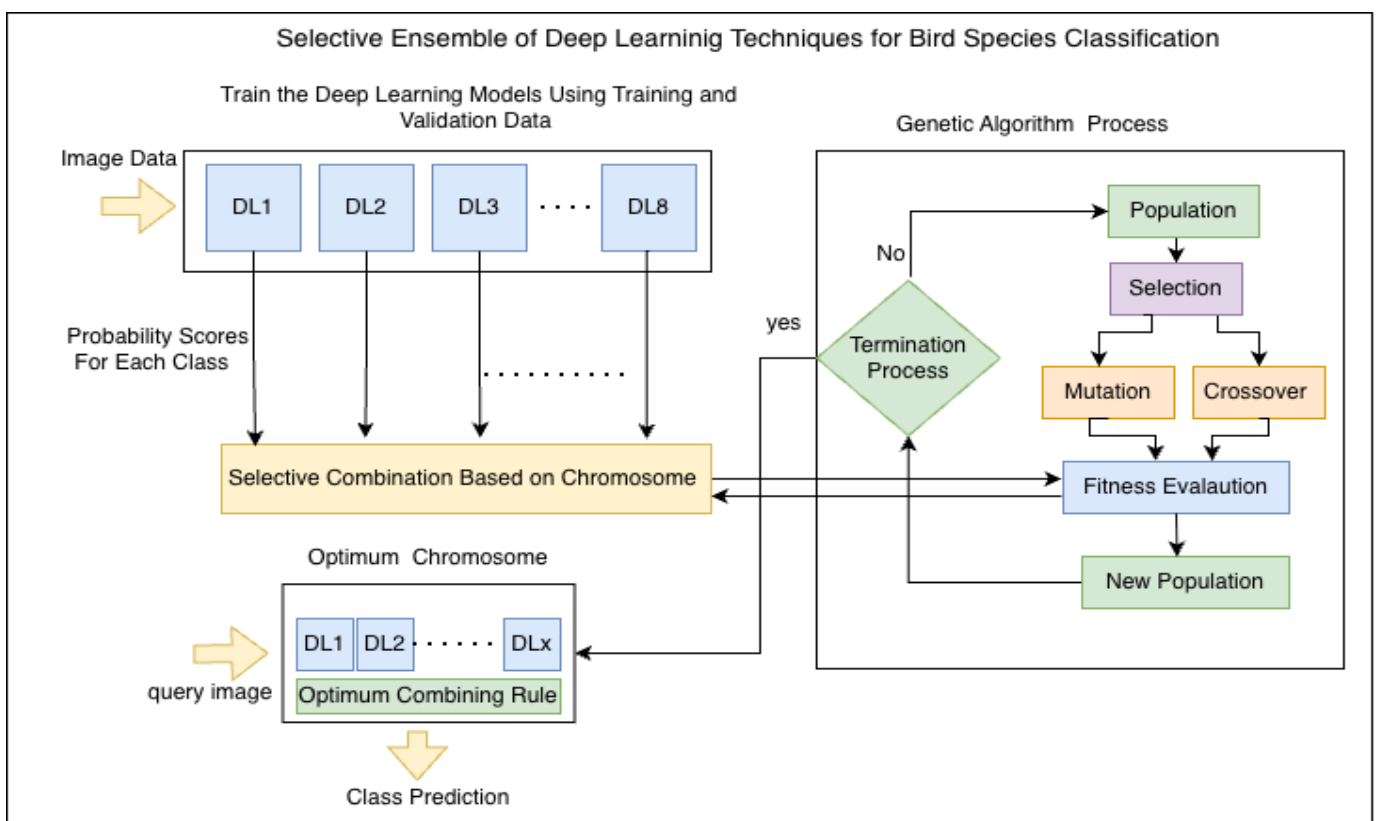 Selective Ensemble of Deep Learninig Techniques for Bird Species Classification
Train the Deep Learning Models Using Training and
Validation Data
Image Data
DL1
DL2
DL3
. . . .
DL8
Probability Scores
For Each Class
. . . . . . . . . . . . .
Selective Combination Based on Chromosome
Genetic Algorithm Process
Population
No
Selection
yes
Termination
Process
Mutation
Crossover
Fitness Evalaution
New Population
Optimum Chromosome
DL1
DL2
. . . . . .
DLx
query image
Optimum Combining Rule
Class Prediction